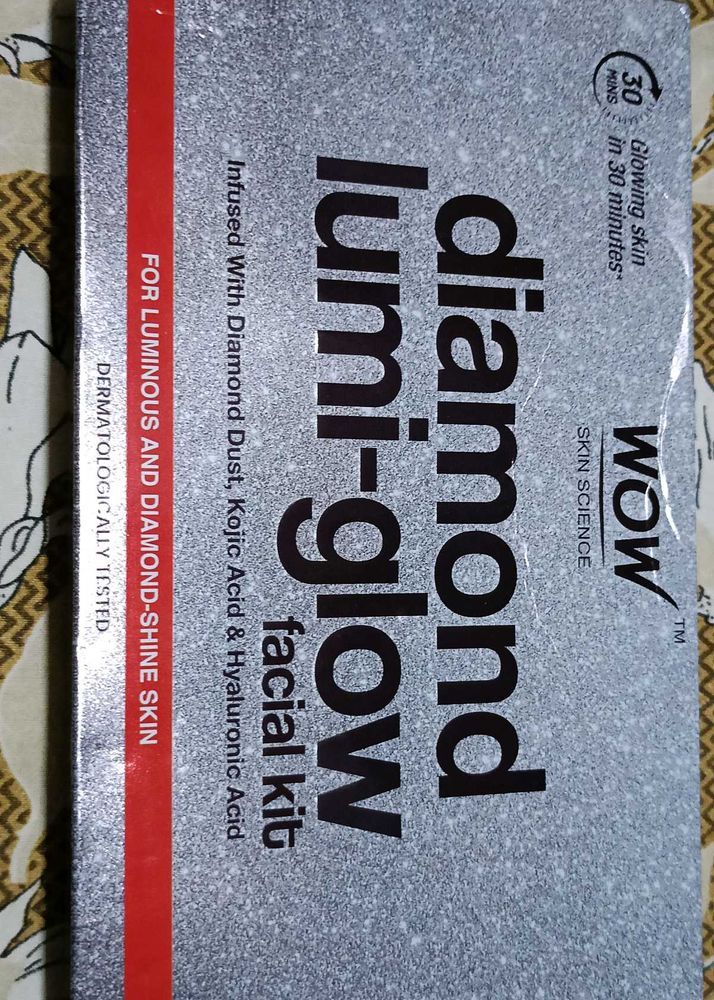 30
MINS
Glowing skin
in 30 minutes*
WOW™
SKIN SCIENCE
diamond
lumi-glow
facial kit
Infused With Diamond Dust, Kojic Acid & Hyaluronic Acid
FOR LUMINOUS AND DIAMOND-SHINE SKIN
DERMATOLOGICALLY TESTED